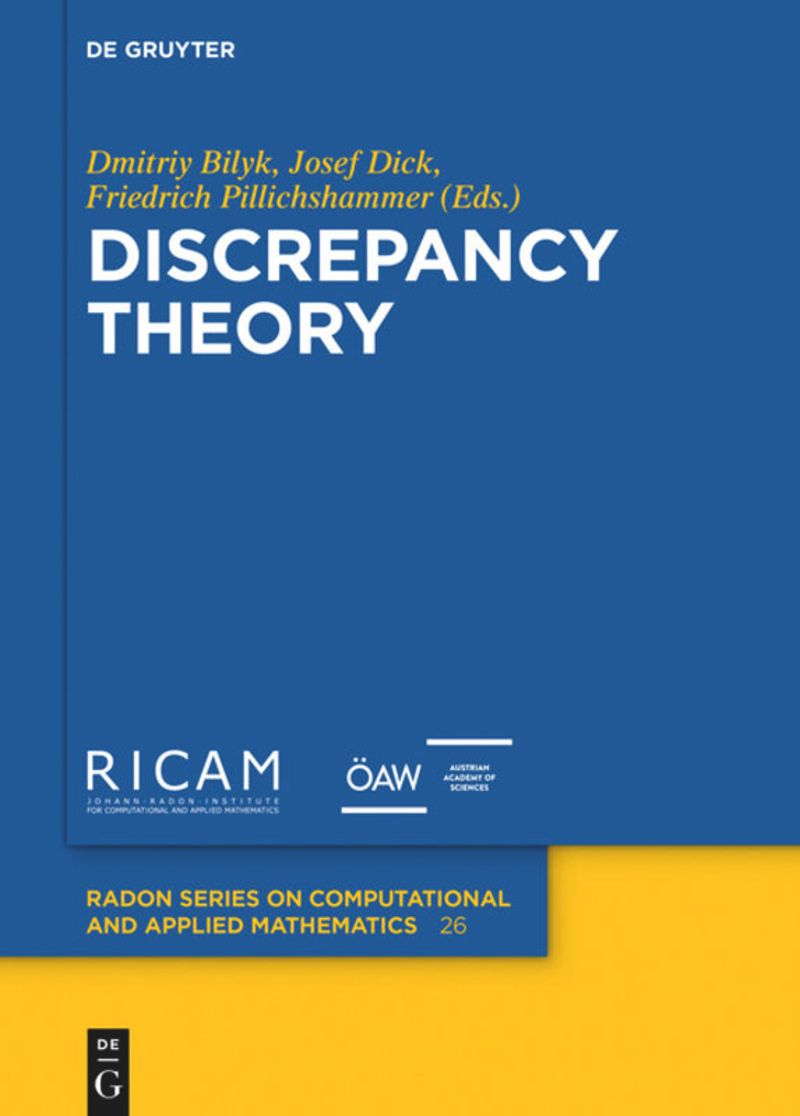 DE GRUYTER
Dmitriy Bilyk, Josef Dick,
Friedrich Pillichshammer (Eds.)
DISCREPANCY
THEORY
RICAM
JOHANN·RADON·INSTITUTE
FOR COMPUTATIONAL AND APPLIED MATHEMATICS
ÖAW
AUSTRIAN
ACADEMY OF
SCIENCES
RADON SERIES ON COMPUTATIONAL
AND APPLIED MATHEMATICS 26
DE
G